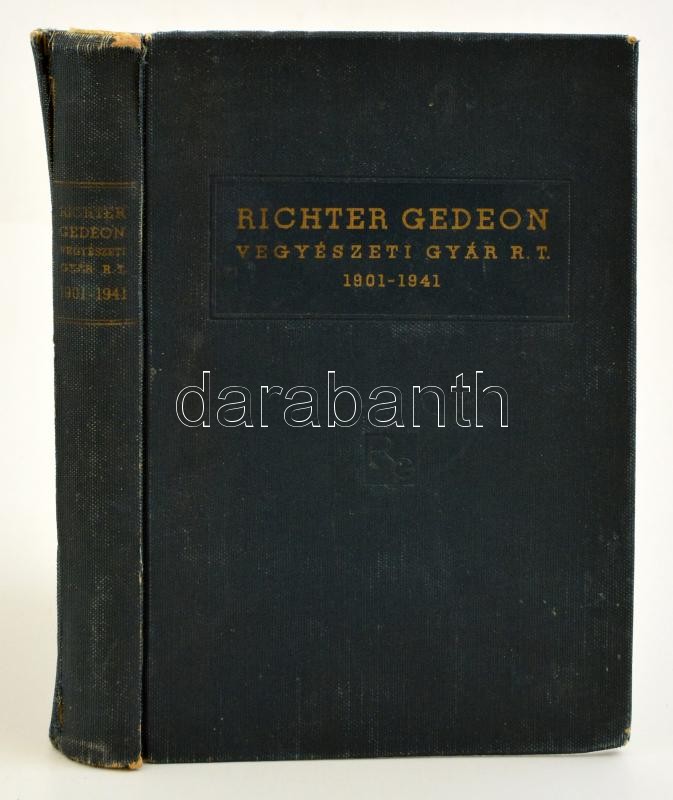 RICHTER
GEDEON
VEGYÉSZETI
GYÁR R.T.
1901-1941
RICHTER GEDEON
VEGYÉSZETI GYÁR R.T.
1901-1941
darabanth